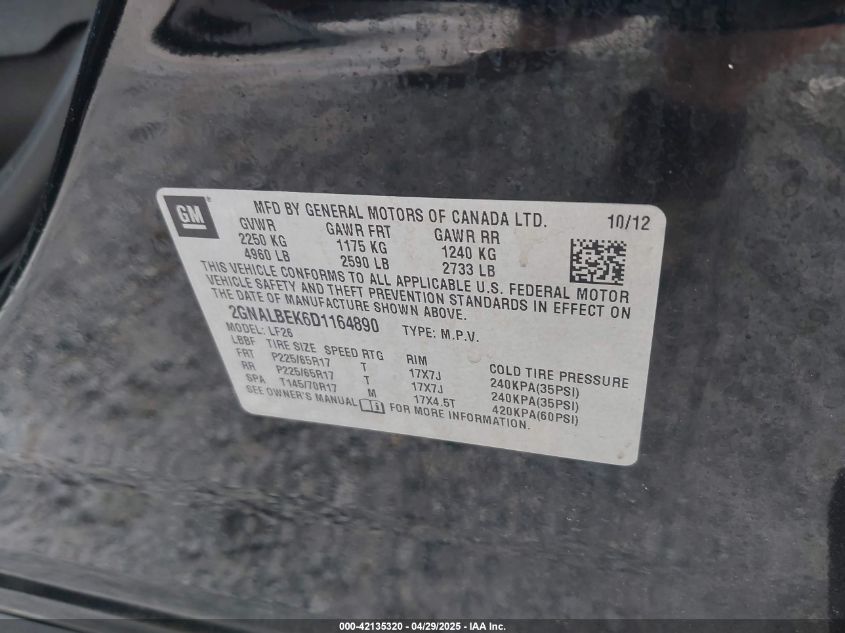 GM
MFD BY GENERAL MOTORS OF CANADA LTD. 10/12
GVWR GAWR FRT GAWR RR
2250 KG 1175 KG 1240 KG
4960 LB 2590 LB 2733 LB
THIS VEHICLE CONFORMS TO ALL APPLICABLE U.S. FEDERAL MOTOR
VEHICLE SAFETY AND THEFT PREVENTION STANDARDS IN EFFECT ON
THE DATE OF MANUFACTURE SHOWN ABOVE.
2GNALBEK6D1164890 TYPE: M.P.V.
MODEL: LF26
LBBF TIRE SIZE SPEED RTG RIM COLD TIRE PRESSURE
FRT P225/65R17 T 17X7J 240KPA(35PSI)
RR P225/65R17 T 17X7J 240KPA(35PSI)
SPA T145/70R17 M 17X4.5T 420KPA(60PSI)
SEE OWNER'S MANUAL FOR MORE INFORMATION.
000-42135320 04/29/2025 - IAA Inc.